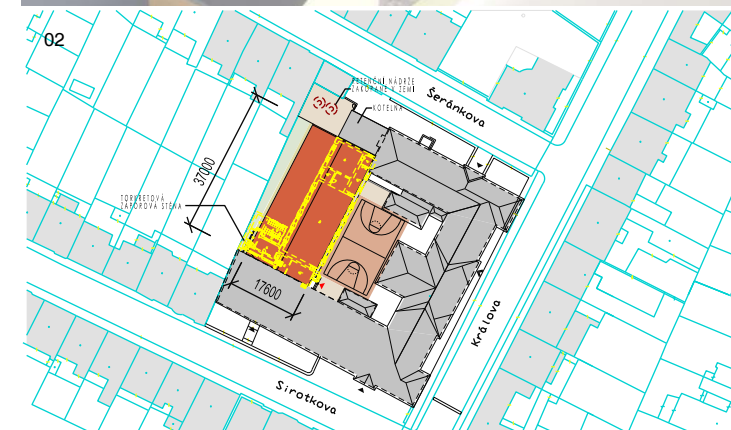 02
RETENČNÍ NÁDRŽE
ZAKOPANÉ V ZEMI
KOTELNA
Šeránkova
37000
TORKRETOVÁ
ZÁPOROVÁ STĚNA
17600
Králova
Sirotkova